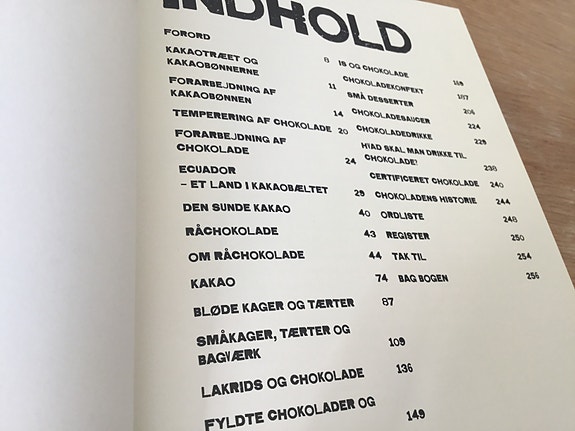 INDHOLD
FORORD 8
KAKAOTRÆET OG
KAKAOBØNNERNE 11
FORARBEJDNING AF
KAKAOBØNNEN 14
TEMPERERING AF CHOKOLADE 20
FORARBEJDNING AF
CHOKOLADE 24
ECUADOR
– ET LAND I KAKAOBÆLTET 29
DEN SUNDE KAKAO 40
RÅCHOKOLADE 43
OM RÅCHOKOLADE 44
KAKAO 74
BLØDE KAGER OG TÆRTER 87
SMÅKAGER, TÆRTER OG
BAGVÆRK 109
LAKRIDS OG CHOKOLADE 136
FYLDTE CHOKOLADER OG 149
IS OG CHOKOLADE
CHOKOLADEKONFEKT 187
SMÅ DESSERTER 206
CHOKOLADESAUCER 224
CHOKOLADEDRIKKE 229
HVAD SKAL MAN DRIKKE TIL
CHOKOLADE? 238
CERTIFICERET CHOKOLADE 240
CHOKOLADENS HISTORIE 244
ORDLISTE 248
REGISTER 250
TAK TIL 254
BAG BOGEN 256